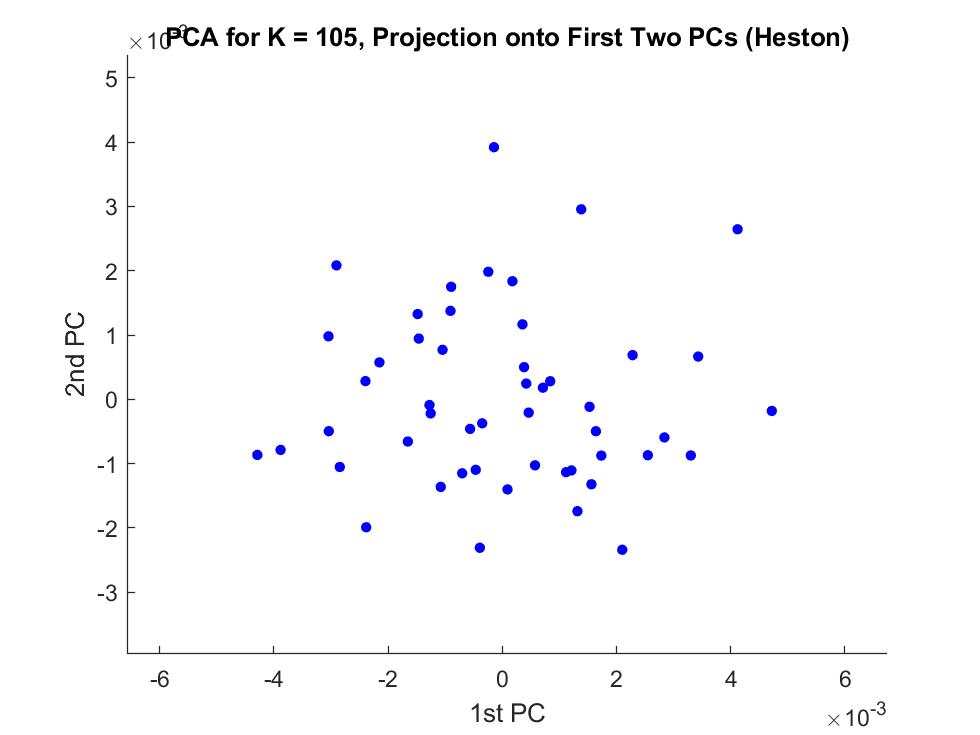 ×10
PCA for K = 105, Projection onto First Two PCs (Heston)
5
4
3
2
1
0
-1
-2
-3
2nd PC
-6 -4 -2 0 2 4 6
1st PC
×10-3